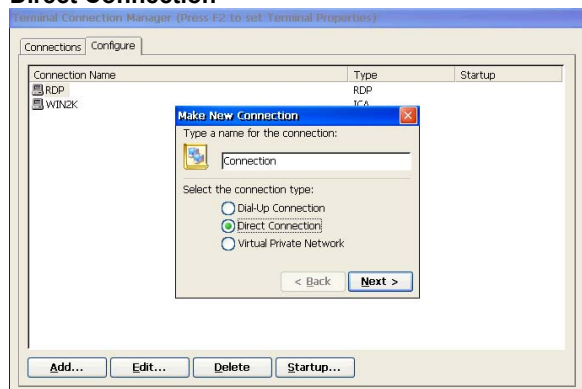 Direct Connection
Terminal Connection Manager (Press F2 to set Terminal Properties)
Connections Configure
Connection Name Type Startup
RDP RDP
WIN2K ICA
Make New Connection
Type a name for the connection:
Connection
Select the connection type:
Dial-Up Connection
Direct Connection
Virtual Private Network
< Back Next >
Add... Edit... Delete Startup...